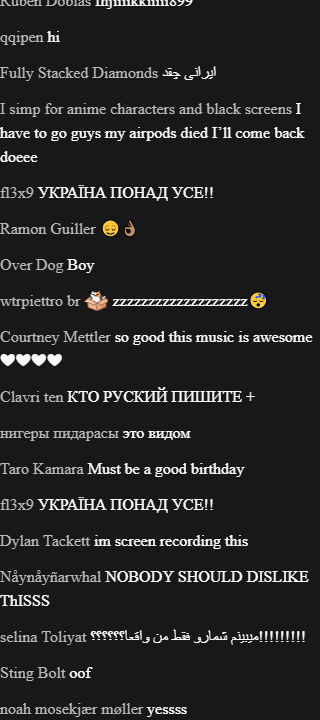 Ruben Doblas
qqipen hi
Fully Stacked Diamonds ایرانی چقد
I simp for anime characters and black screens I
have to go guys my airpods died I’ll come back
doeee
fl3x9 УКРАЇНА ПОНАД УСЕ!!
Ramon Guiller 😌👌🏾
Over Dog Boy
wtrpiettro br zzzzzzzzzzzzzzzzzzz😴
Courtney Mettler so good this music is awesome
🤍🤍🤍🤍
Clavri ten КТО РУСКИЙ ПИШИТЕ +
нигеры пидарасы это видом
Taro Kamara Must be a good birthday
fl3x9 УКРАЇНА ПОНАД УСЕ!!
Dylan Tackett im screen recording this
Nåynåyñarwhal NOBODY SHOULD DISLIKE
ThISSS
selina Toliyat میبینم شمارو فقط من واقعا؟؟؟؟؟؟!!!!!!!!!
Sting Bolt oof
noah mosekjær møller yessss